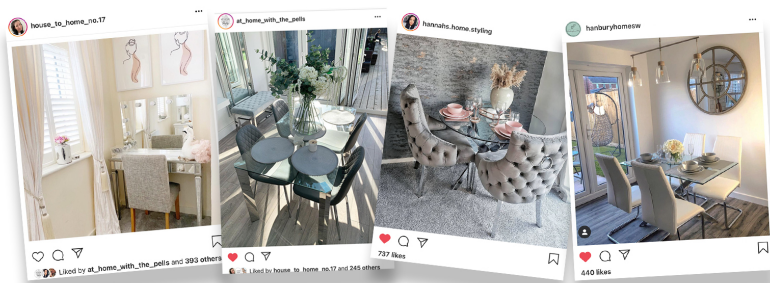 house_to_home_no.17
Liked by at_home_with_the_pells and 393 others
at_home_with_the_pells
Liked by house_to_home_no.17 and 245 others
hannahs.home.styling
737 likes
hanburyhomesw
440 likes